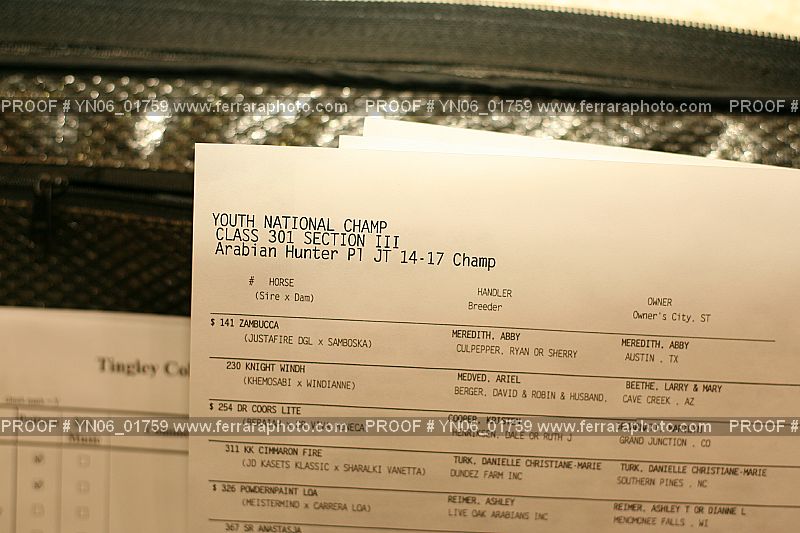 PROOF # YN06_01759 www.ferraraphoto.com PROOF # YN06_01759 www.ferraraphoto.com PROOF #
YOUTH NATIONAL CHAMP
CLASS 301 SECTION III
Arabian Hunter Pl JT 14-17 Champ
# HORSE HANDLER OWNER
(Sire x Dam) Breeder Owner's City, ST
$ 141 ZAMBUCCA MEREDITH, ABBY MEREDITH, ABBY
(JUSTAFIRE DGL x SAMBOSKA) CULPEPPER, RYAN OR SHERRY AUSTIN , TX
230 KNIGHT WINDH MEDVED, ARIEL BEETHE, LARRY & MARY
(KHEMOSABI x WINDIANNE) BERGER, DAVID & ROBIN & HUSBAND, CAVE CREEK , AZ
$ 254 DR COORS LITE COOPER, KRISTEN
HENRIKSEN, DALE OR RUTH J GRAND JUNCTION , CO
PROOF # YN06_01759 www.ferraraphoto.com PROOF # YN06_01759 www.ferraraphoto.com PROOF #
311 KK CIMMARON FIRE TURK, DANIELLE CHRISTIANE-MARIE TURK, DANIELLE CHRISTIANE-MARIE
(JD KASETS KLASSIC x SHARALKI VANETTA) DUNDEZ FARM INC SOUTHERN PINES , NC
$ 326 POWDERNPAINT LOA REIMER, ASHLEY REIMER, ASHLEY T OR DIANNE L
(MEISTERMIND x CARRERA LOA) LIVE OAK ARABIANS INC MENOMONEE FALLS , WI
367 SR ANASTASIA
Tingley Co
Music